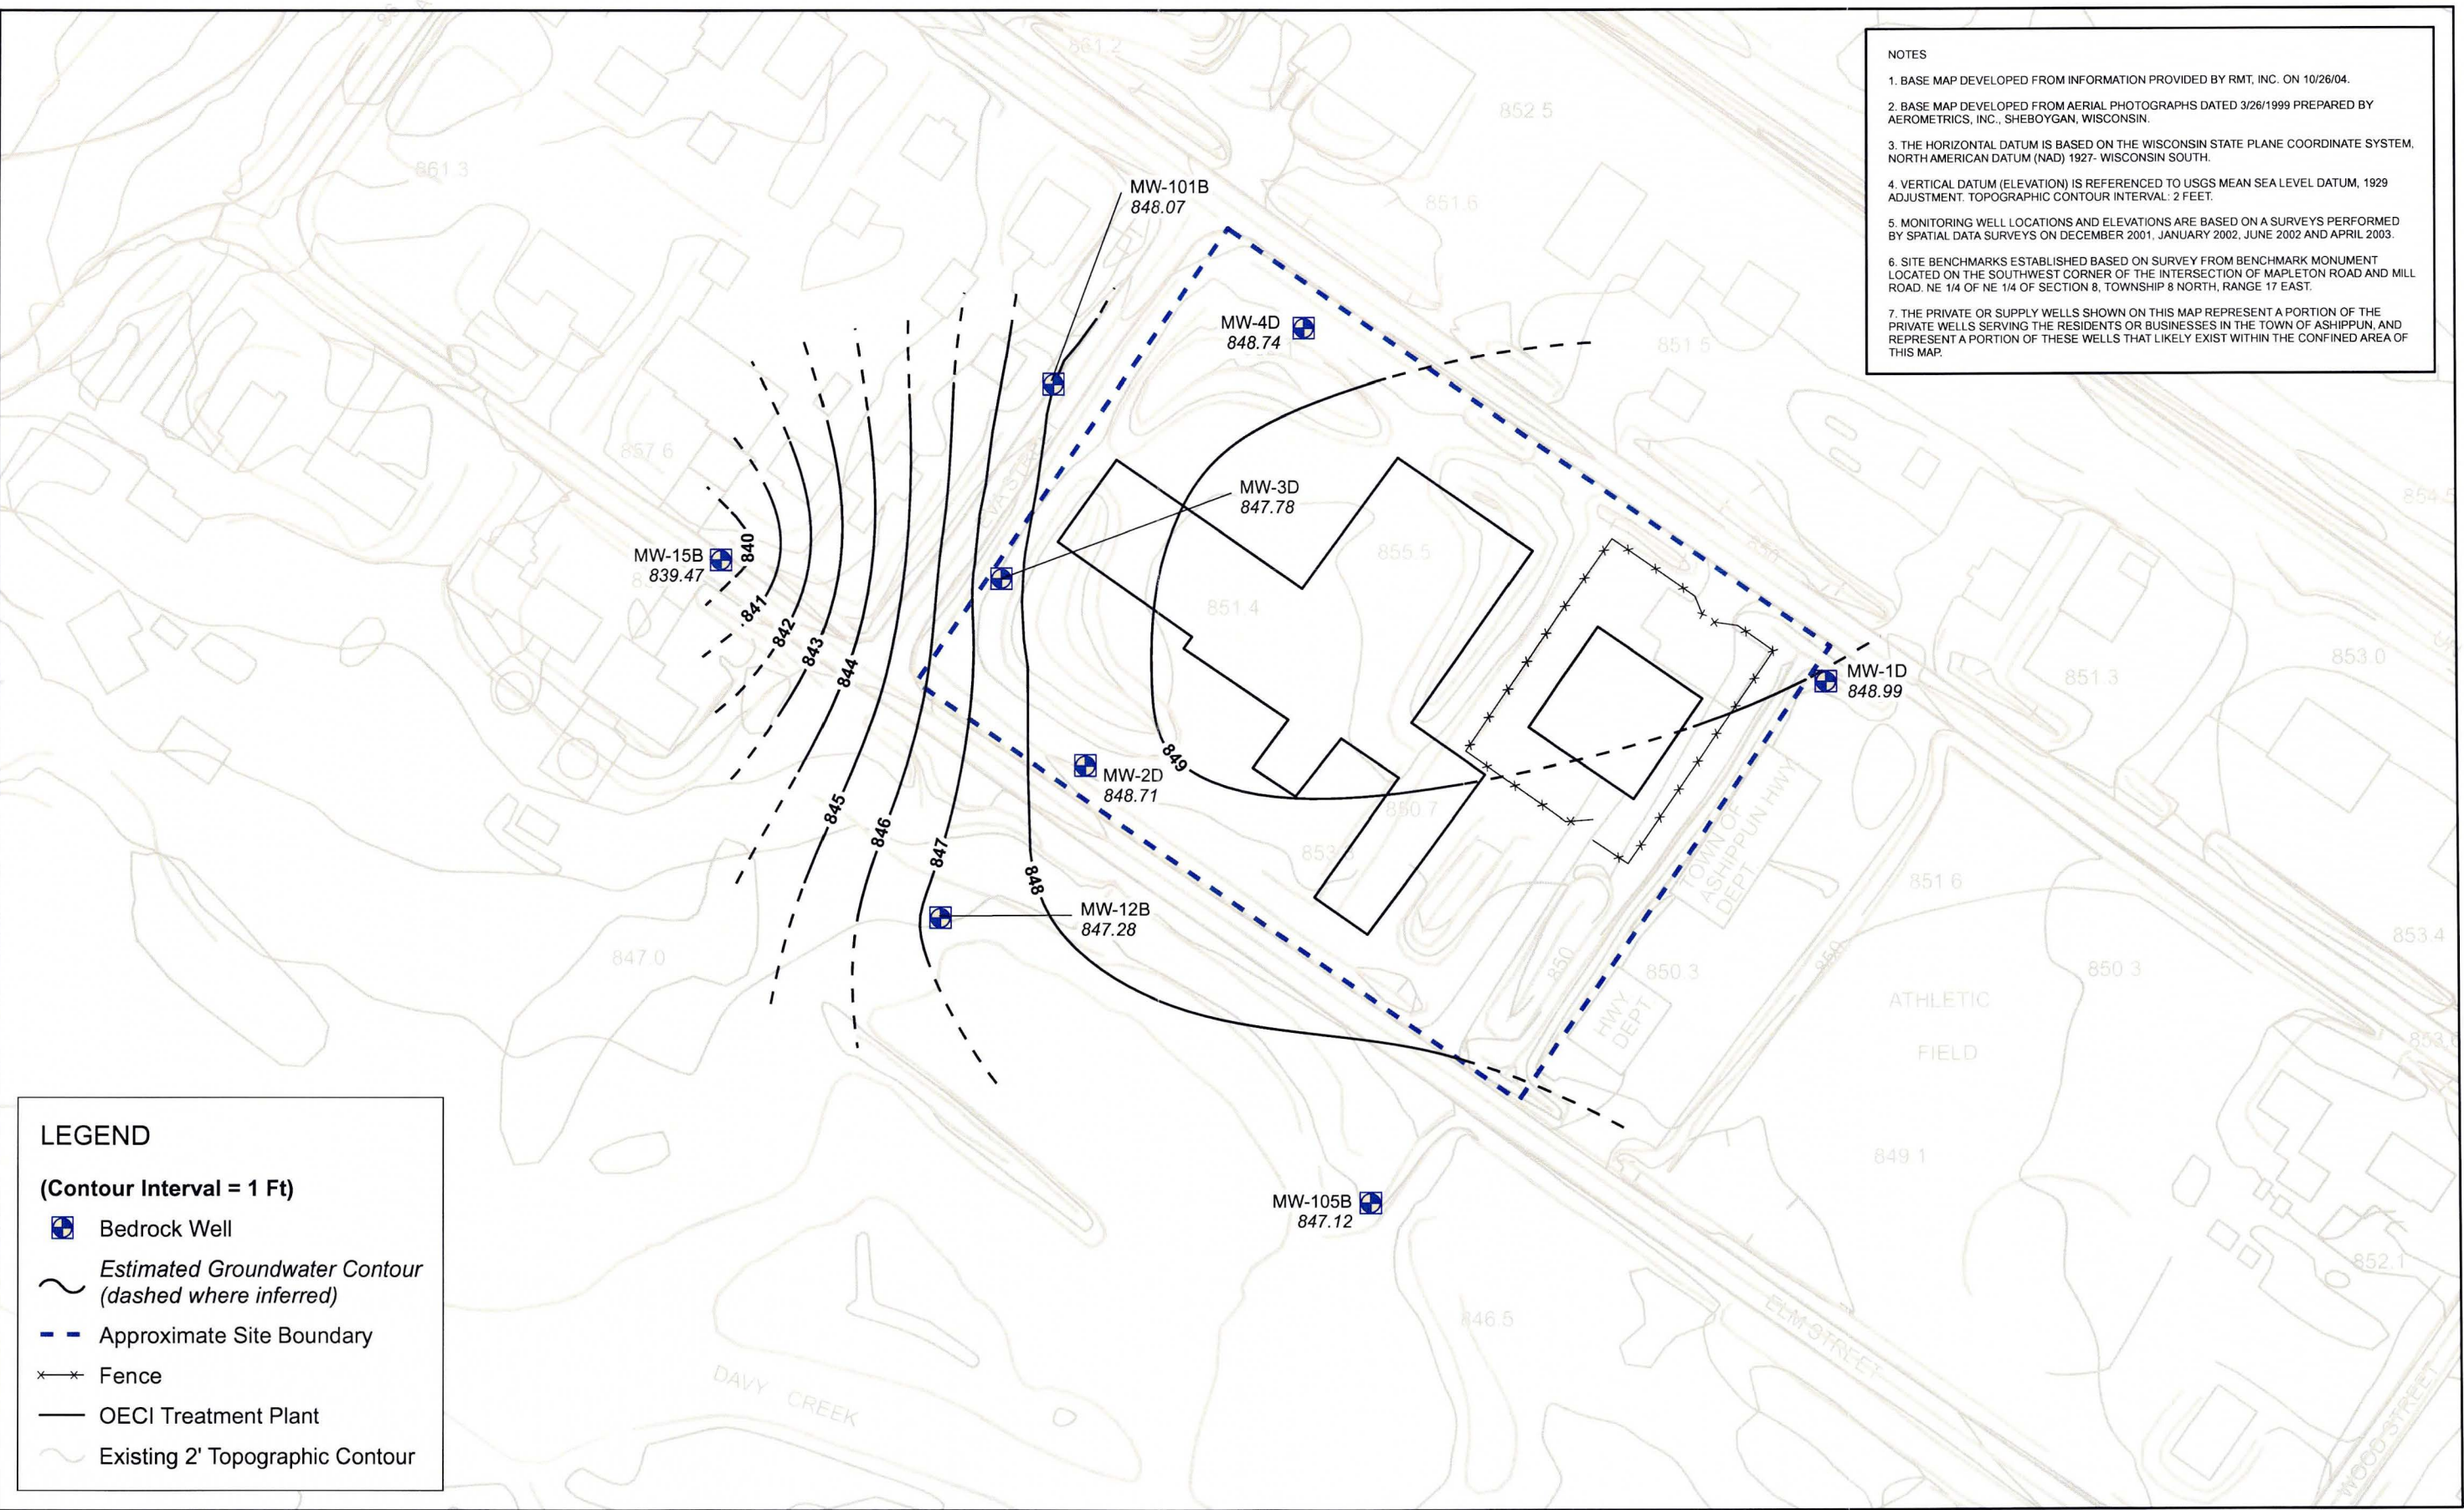 NOTES
1. BASE MAP DEVELOPED FROM INFORMATION PROVIDED BY RMT, INC. ON 10/26/04.
2. BASE MAP DEVELOPED FROM AERIAL PHOTOGRAPHS DATED 3/26/1999 PREPARED BY
AEROMETRICS, INC., SHEBOYGAN, WISCONSIN.
3. THE HORIZONTAL DATUM IS BASED ON THE WISCONSIN STATE PLANE COORDINATE SYSTEM,
NORTH AMERICAN DATUM (NAD) 1927- WISCONSIN SOUTH.
4. VERTICAL DATUM (ELEVATION) IS REFERENCED TO USGS MEAN SEA LEVEL DATUM, 1929
ADJUSTMENT. TOPOGRAPHIC CONTOUR INTERVAL: 2 FEET.
5. MONITORING WELL LOCATIONS AND ELEVATIONS ARE BASED ON A SURVEYS PERFORMED
BY SPATIAL DATA SURVEYS ON DECEMBER 2001, JANUARY 2002, JUNE 2002 AND APRIL 2003.
6. SITE BENCHMARKS ESTABLISHED BASED ON SURVEY FROM BENCHMARK MONUMENT
LOCATED ON THE SOUTHWEST CORNER OF THE INTERSECTION OF MAPLETON ROAD AND MILL
ROAD. NE 1/4 OF NE 1/4 OF SECTION 8, TOWNSHIP 8 NORTH, RANGE 17 EAST.
7. THE PRIVATE OR SUPPLY WELLS SHOWN ON THIS MAP REPRESENT A PORTION OF THE
PRIVATE WELLS SERVING THE RESIDENTS OR BUSINESSES IN THE TOWN OF ASHIPPUN, AND
REPRESENT A PORTION OF THESE WELLS THAT LIKELY EXIST WITHIN THE CONFINED AREA OF
THIS MAP.
861.2
852.5
861.3
851.6
MW-101B
848.07
MW-4D
848.74
851.5
857.6
MW-3D
847.78
MW-15B
839.47
840
841
842
843
844
845
846
847
848
849
855.5
851.4
850
MW-1D
848.99
851.3
853.0
MW-2D
848.71
850.7
TOWN OF
ASHIPPUN HWY
DEPT
851.6
MW-12B
847.28
847.0
850
850.3
HWY
DEPT
850
850.3
853.4
ATHLETIC
FIELD
849.1
MW-105B
847.12
852.1
846.5
ELM STREET
WOOD STREET
DAVY CREEK
LEGEND
(Contour Interval = 1 Ft)
Bedrock Well
Estimated Groundwater Contour
(dashed where inferred)
Approximate Site Boundary
Fence
OECI Treatment Plant
Existing 2' Topographic Contour